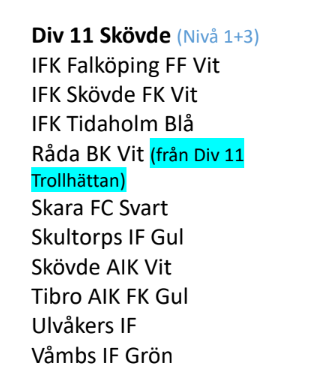 Div 11 Skövde (Nivå 1+3)
IFK Falköping FF Vit
IFK Skövde FK Vit
IFK Tidaholm Blå
Råda BK Vit (från Div 11
Trollhättan)
Skara FC Svart
Skultorps IF Gul
Skövde AIK Vit
Tibro AIK FK Gul
Ulvåkers IF
Våmbs IF Grön